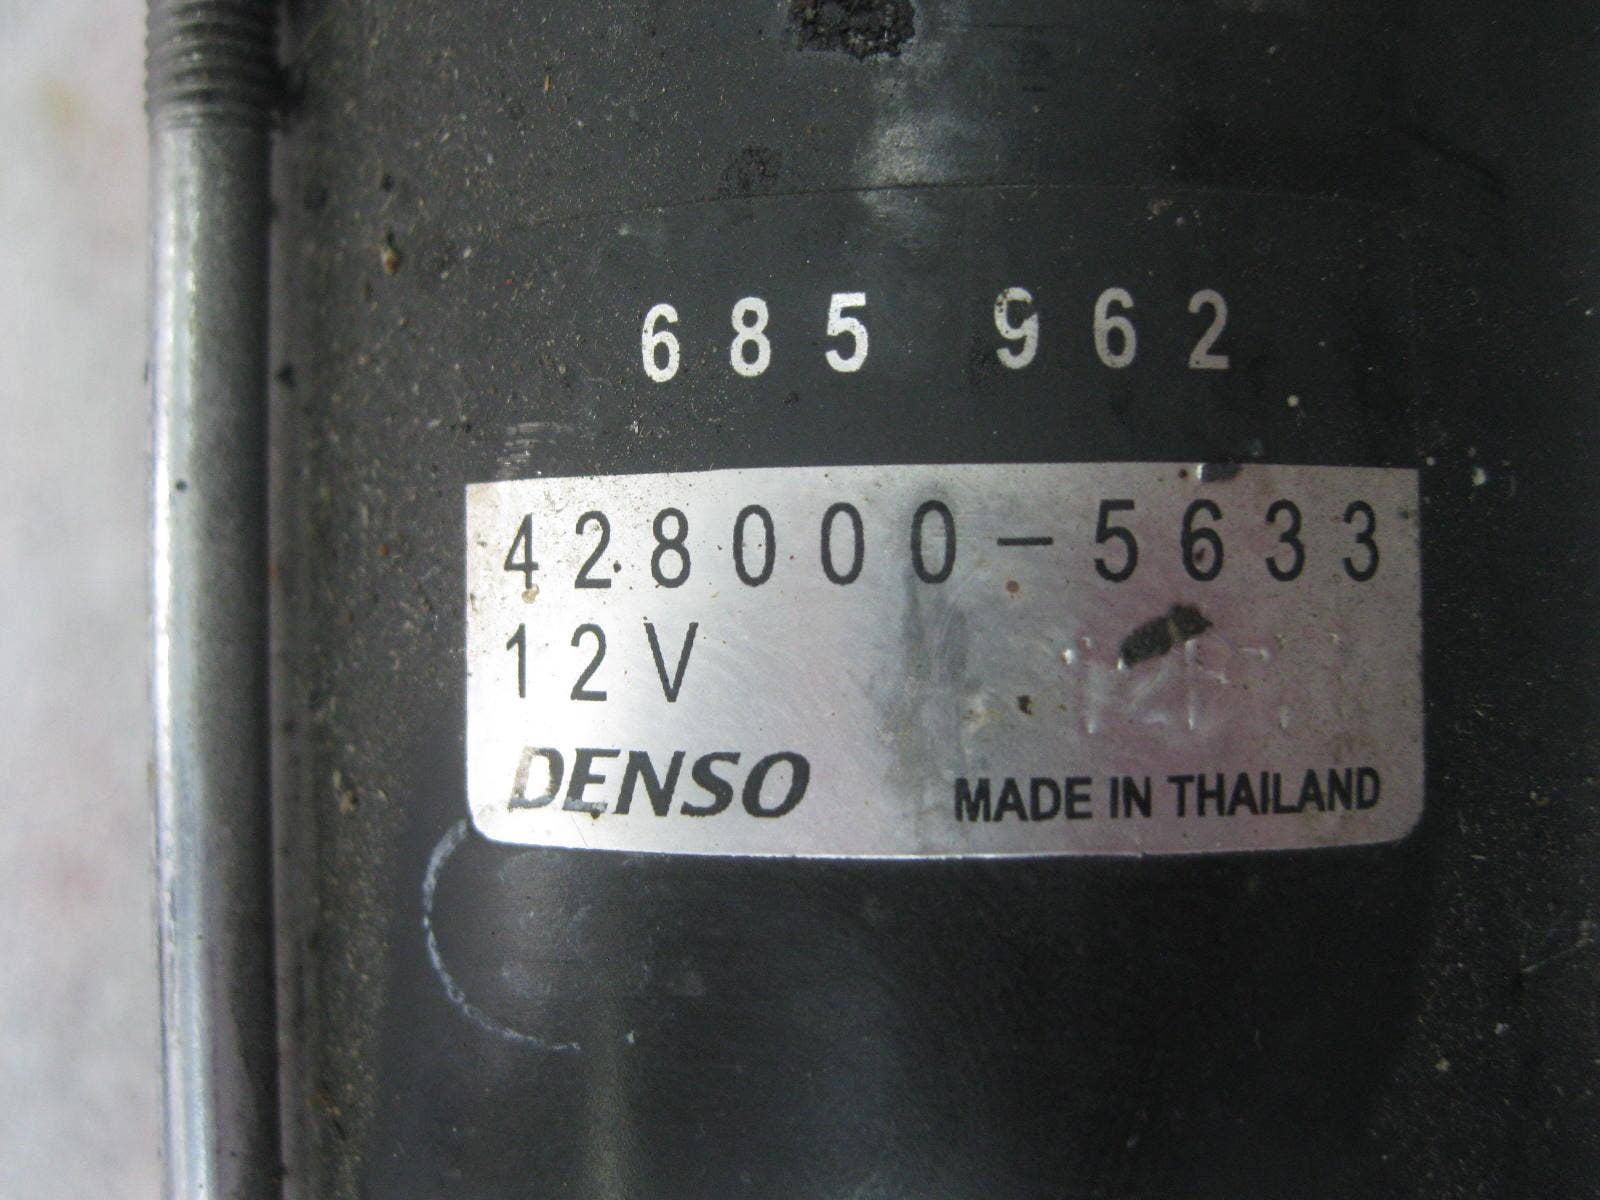 685 962
428000-5633
12V
DENSO
MADE IN THAILAND